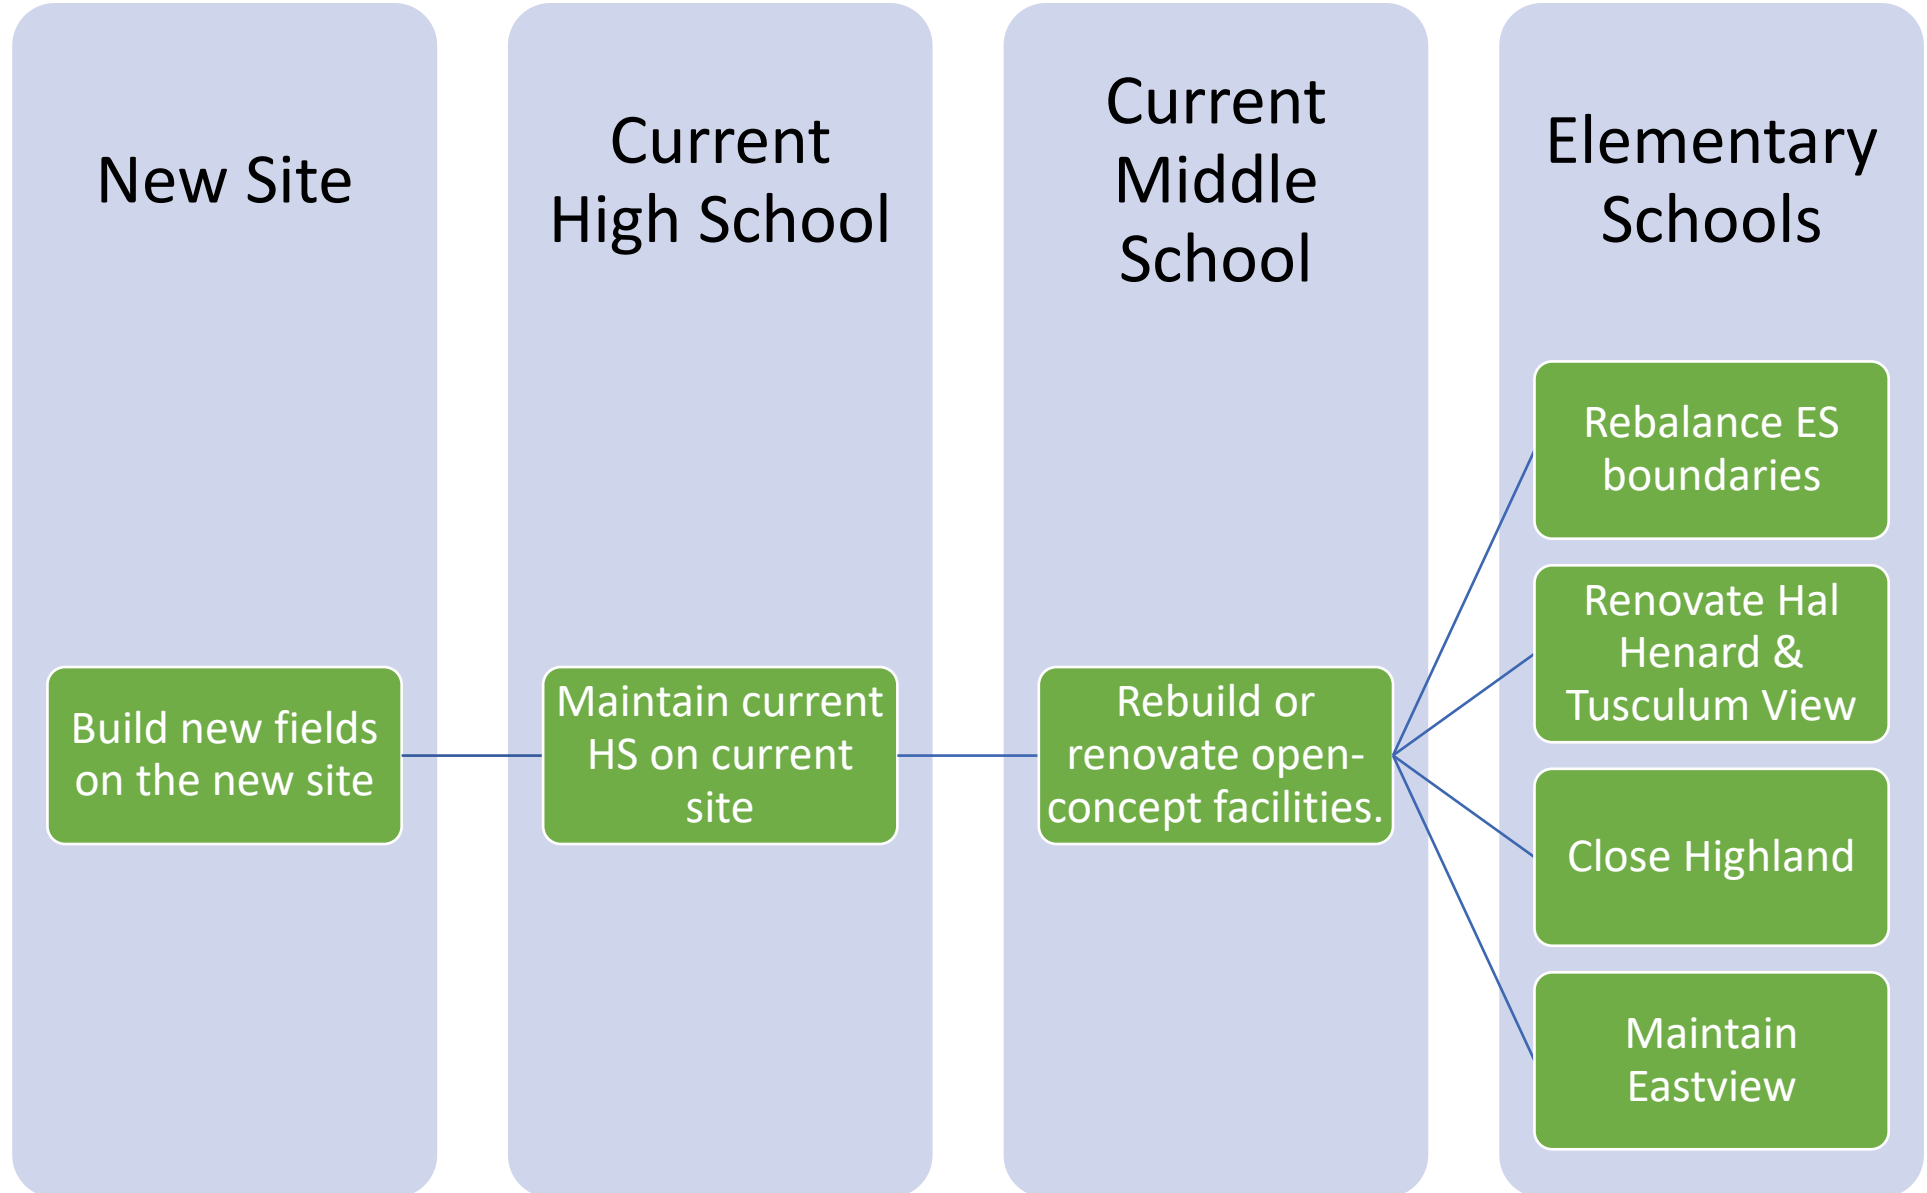 New Site
Current
High School
Current
Middle
School
Elementary
Schools
Build new fields
on the new site
Maintain current
HS on current
site
Rebuild or
renovate open-
concept facilities.
Rebalance ES
boundaries
Renovate Hal
Henard &
Tusculum View
Close Highland
Maintain
Eastview